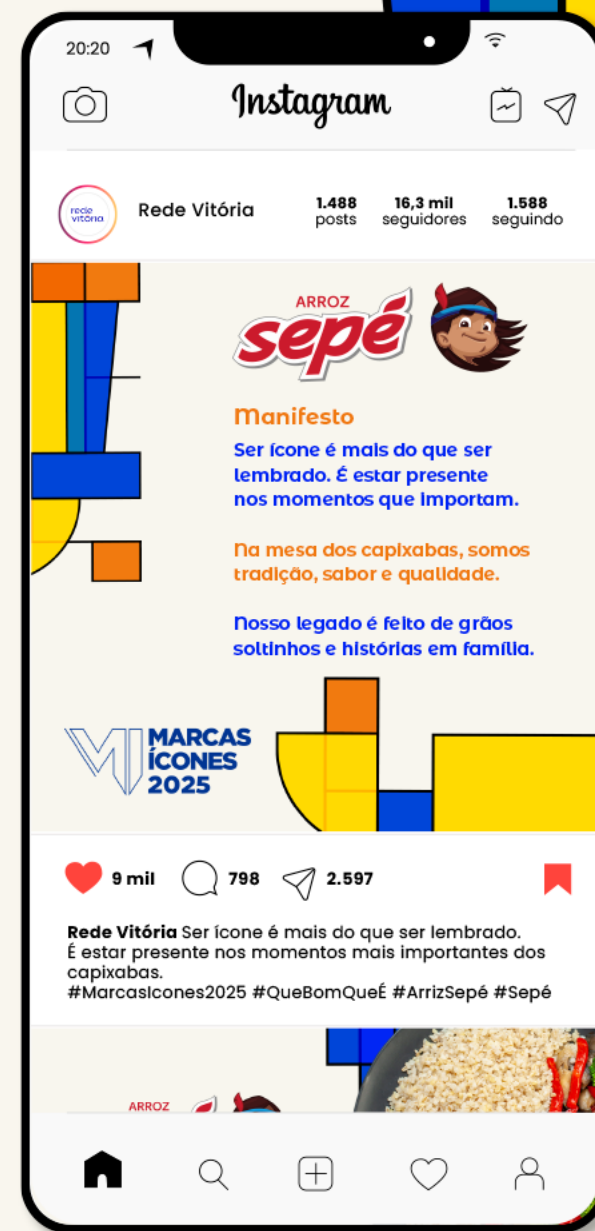 20:20
Instagram
rede
vitória
Rede Vitória
1.488
posts
16,3 mil
seguidores
1.588
seguindo
ARROZ
sepé
Manifesto
Ser ícone é mais do que ser
lembrado. É estar presente
nos momentos que importam.
Na mesa dos capixabas, somos
tradição, sabor e qualidade.
Nosso legado é feito de grãos
soltinhos e histórias em família.
MARCAS
ÍCONES
2025
9 mil
798
2.597
Rede Vitória Ser ícone é mais do que ser lembrado.
É estar presente nos momentos mais importantes dos
capixabas.
#MarcasIcones2025 #QueBomQueÉ #ArrizSepé #Sepé
ARROZ